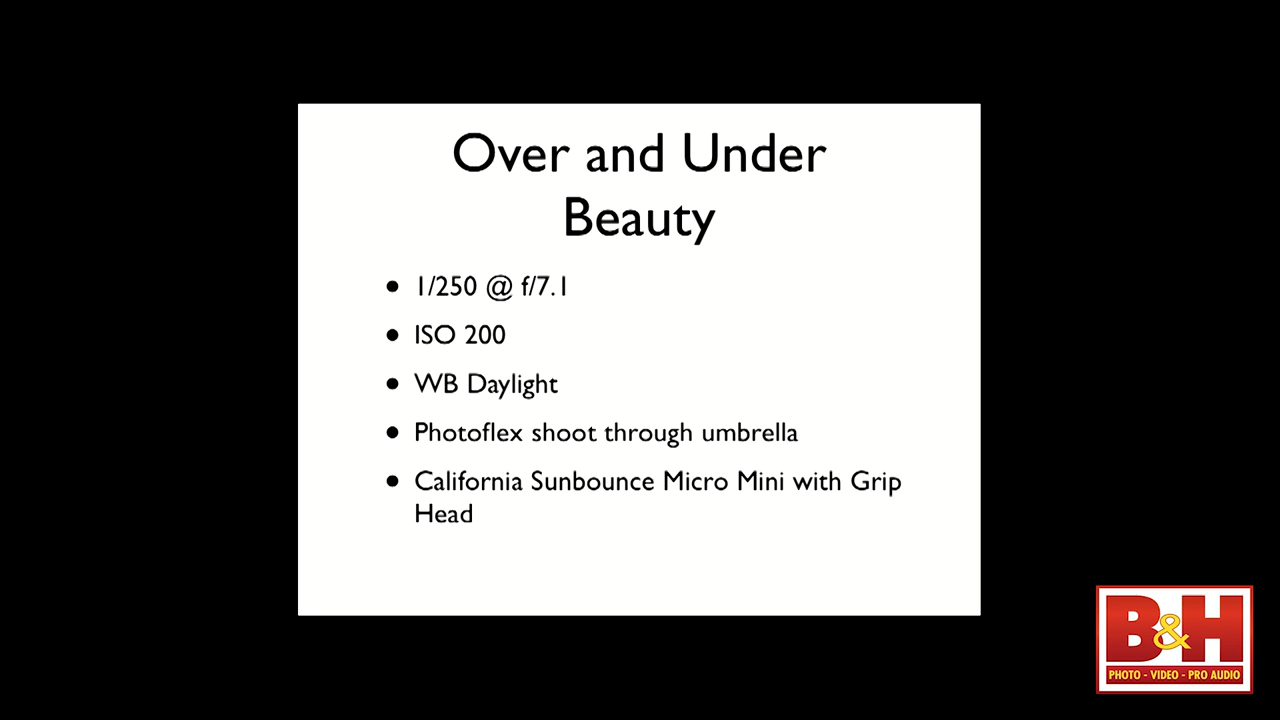 Over and Under
Beauty
• 1/250 @ f/7.1
• ISO 200
• WB Daylight
• Photoflex shoot through umbrella
• California Sunbounce Micro Mini with Grip
Head
B&H
PHOTO - VIDEO - PRO AUDIO